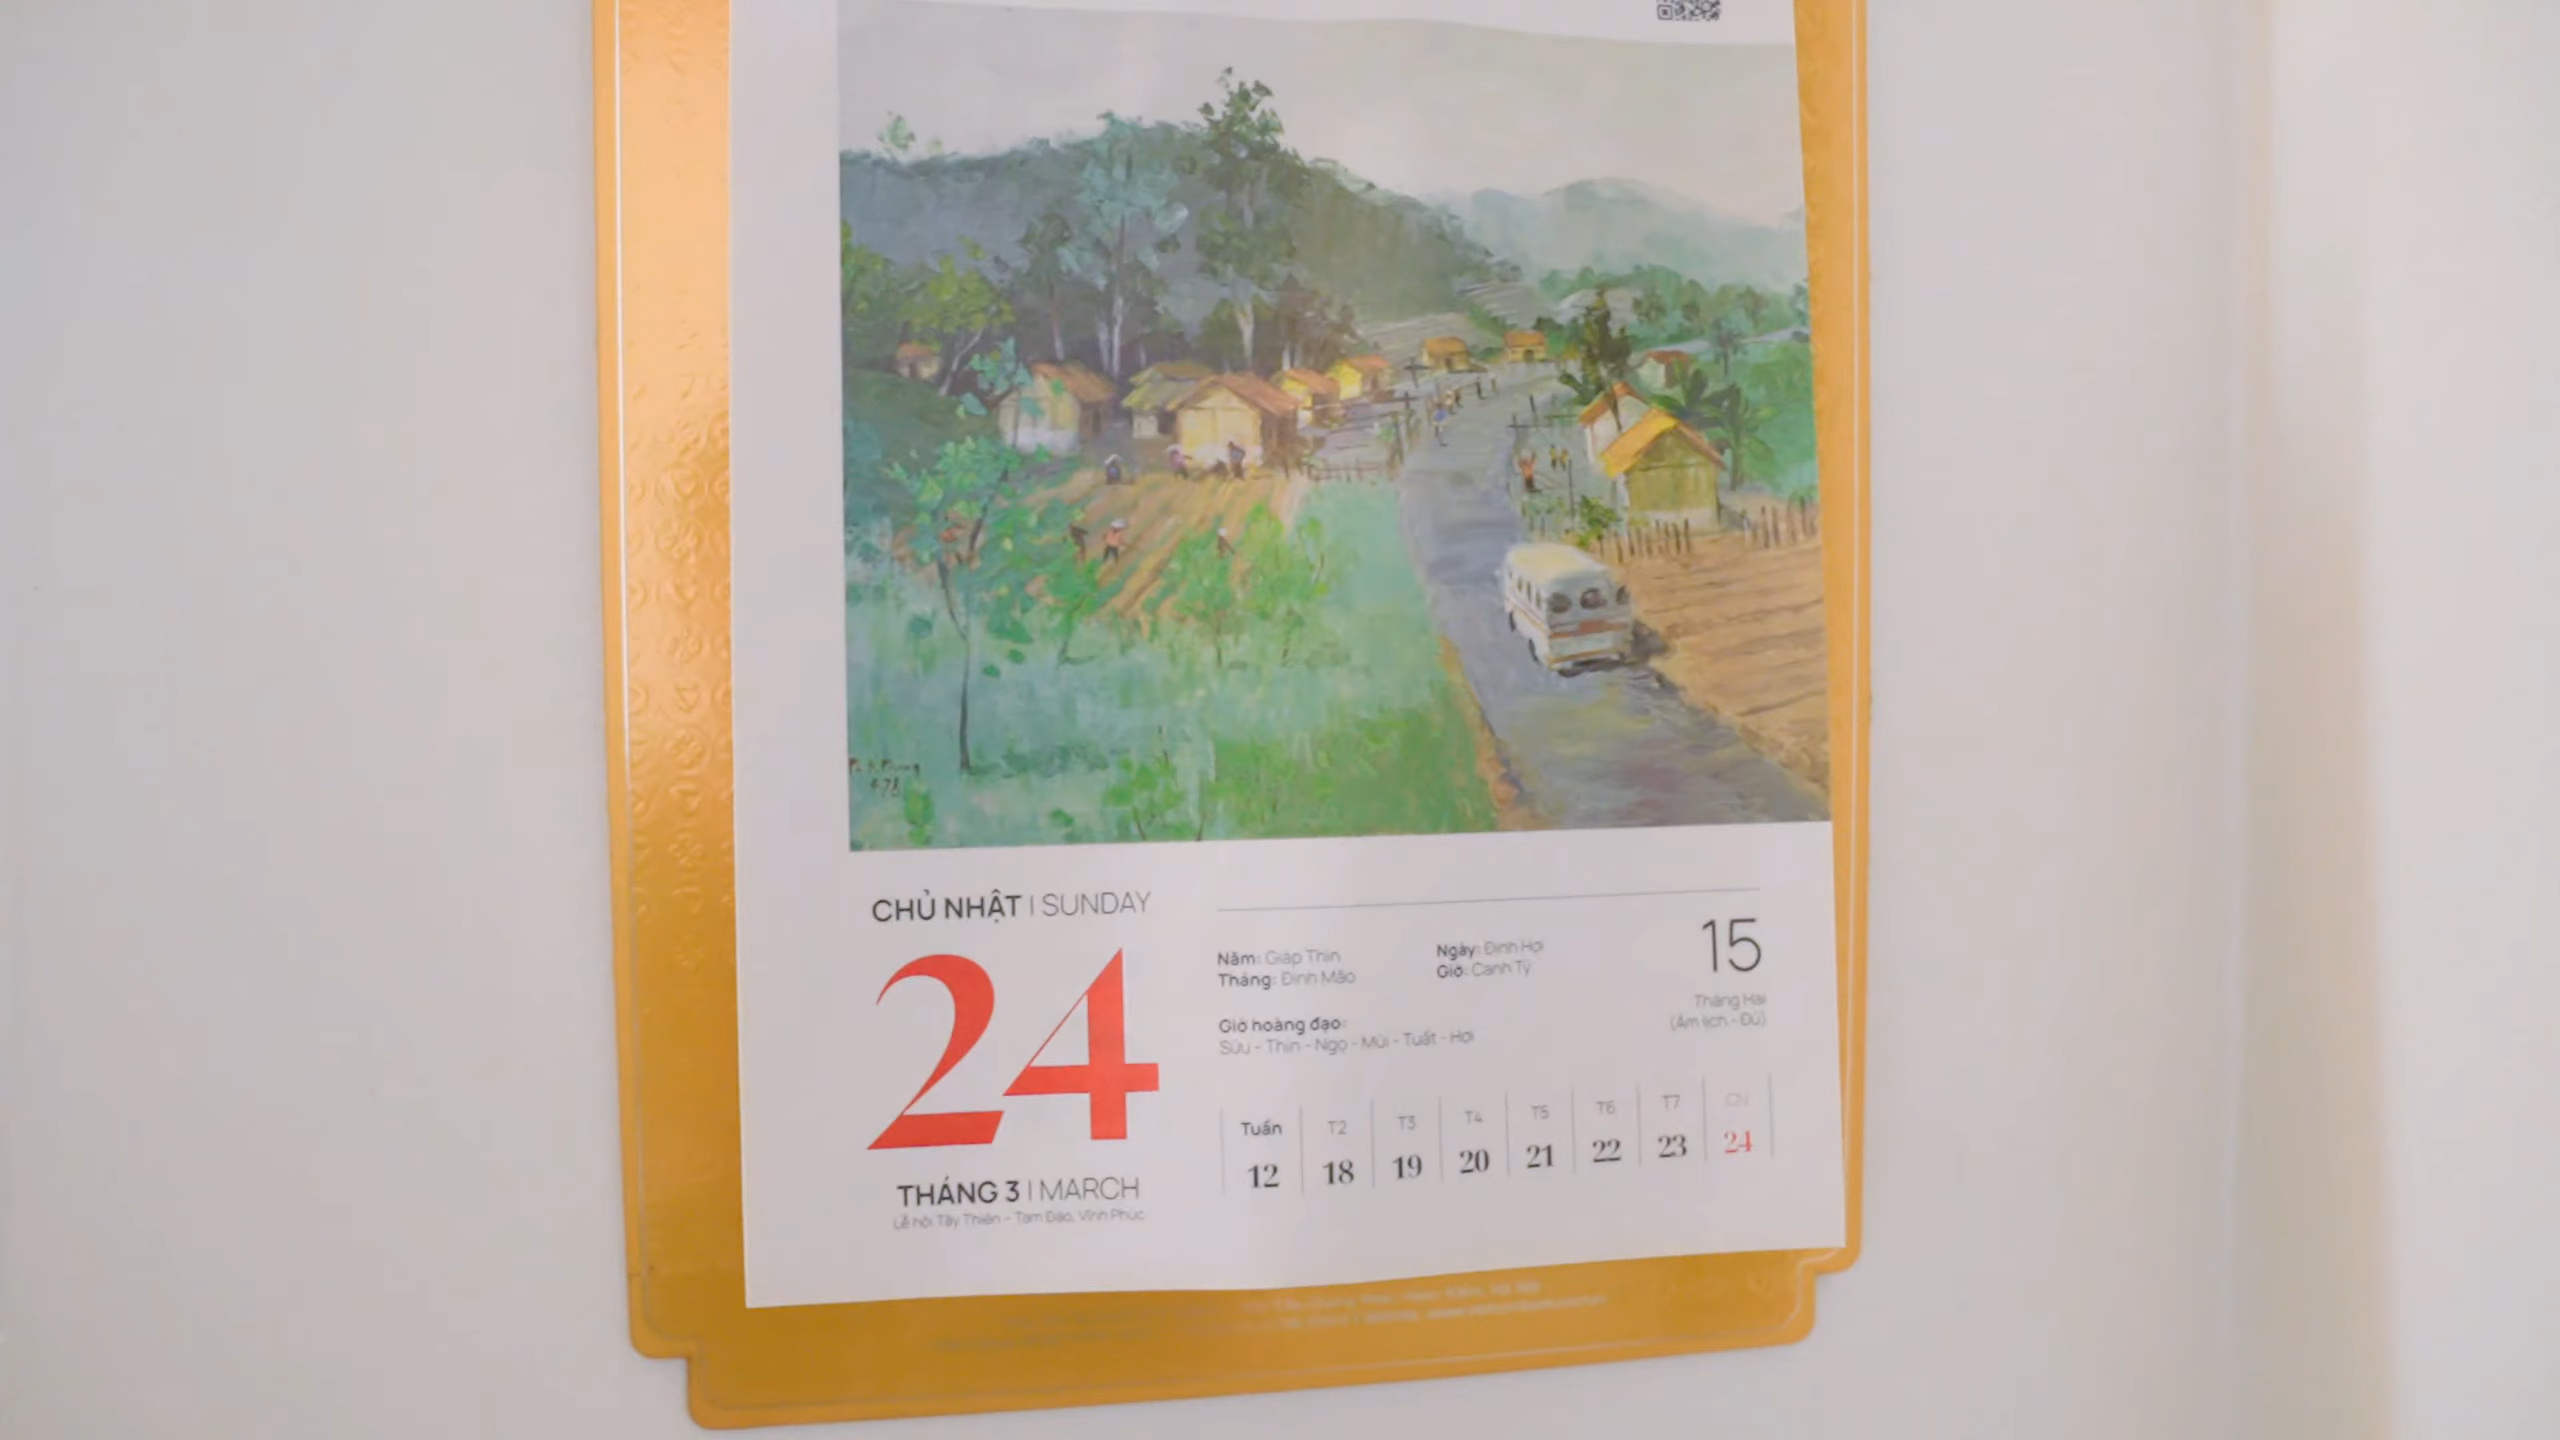 CHỦ NHẬT | SUNDAY
24
THÁNG 3 | MARCH
Lễ hội Tây Thiên - Tam Đảo, Vĩnh Phúc
Năm: Giáp Thìn
Tháng: Đinh Mão
Ngày: Đinh Hợi
Giờ: Canh Tý
Giờ hoàng đạo:
Sửu - Thìn - Ngọ - Mùi - Tuất - Hợi
15
Tháng Hai
(Âm lịch - Đủ)
Tuần T2 T3 T4 T5 T6 T7 CN
12 18 19 20 21 22 23 24